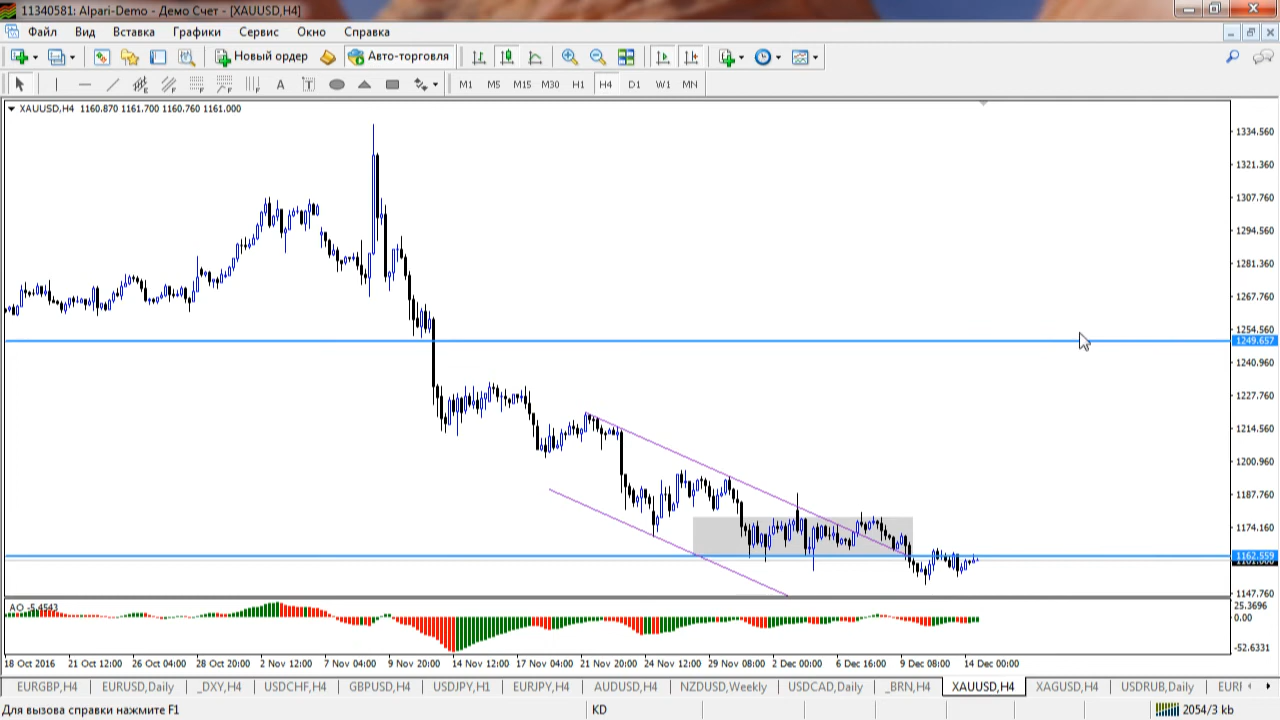 11340581: Alpari-Demo - Демо Счет - [XAUUSD,H4]
Файл Вид Вставка Графики Сервис Окно Справка
Новый ордер Авто-торговля
A T M1 M5 M15 M30 H1 H4 D1 W1 MN
XAUUSD,H4 1160.870 1161.700 1160.760 1161.000
1334.560
1321.360
1307.760
1294.560
1281.360
1267.760
1254.560
1249.657
1240.960
1227.760
1214.560
1200.960
1187.760
1174.160
1162.559
1161.000
1147.760
AO -5.4543
25.3696
0.00
-52.6331
18 Oct 2016 21 Oct 12:00 26 Oct 04:00 28 Oct 20:00 2 Nov 12:00 7 Nov 04:00 9 Nov 20:00 14 Nov 12:00 17 Nov 04:00 21 Nov 20:00 24 Nov 12:00 29 Nov 08:00 2 Dec 00:00 6 Dec 16:00 9 Dec 08:00 14 Dec 00:00
EURGBP,H4 EURUSD,Daily _DXY,H4 USDCHF,H4 GBPUSD,H4 USDJPY,H1 EURJPY,H4 AUDUSD,H4 NZDUSD,Weekly USDCAD,Daily _BRN,H4 XAUUSD,H4 XAGUSD,H4 USDRUB,Daily
Для вызова справки нажмите F1 KD 2054/3 kb